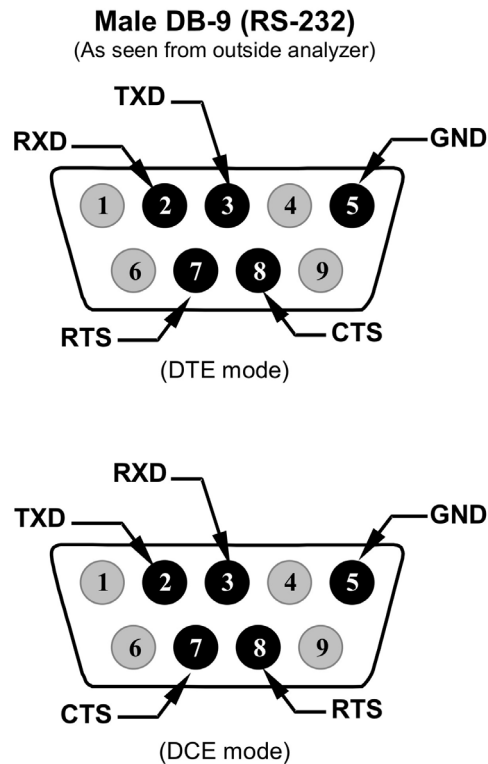 Male DB-9 (RS-232)
(As seen from outside analyzer)
TXD
RXD
GND
1 2 3 4 5
6 7 8 9
RTS
CTS
(DTE mode)
RXD
TXD
GND
1 2 3 4 5
6 7 8 9
CTS
RTS
(DCE mode)